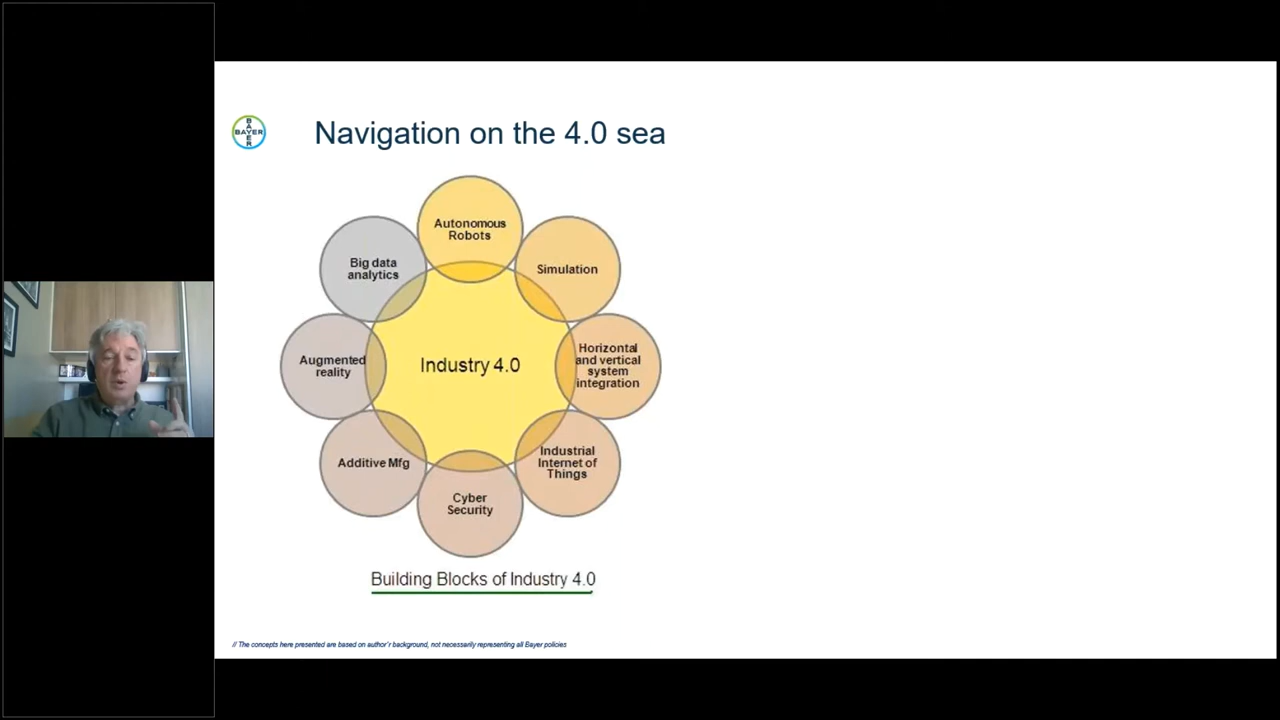 BAYER
BAYER
Navigation on the 4.0 sea
Autonomous
Robots
Big data
analytics
Simulation
Augmented
reality
Industry 4.0
Horizontal
and vertical
system
integration
Additive Mfg
Industrial
Internet of
Things
Cyber
Security
Building Blocks of Industry 4.0
// The concepts here presented are based on author'r background, not necessarily representing all Bayer policies